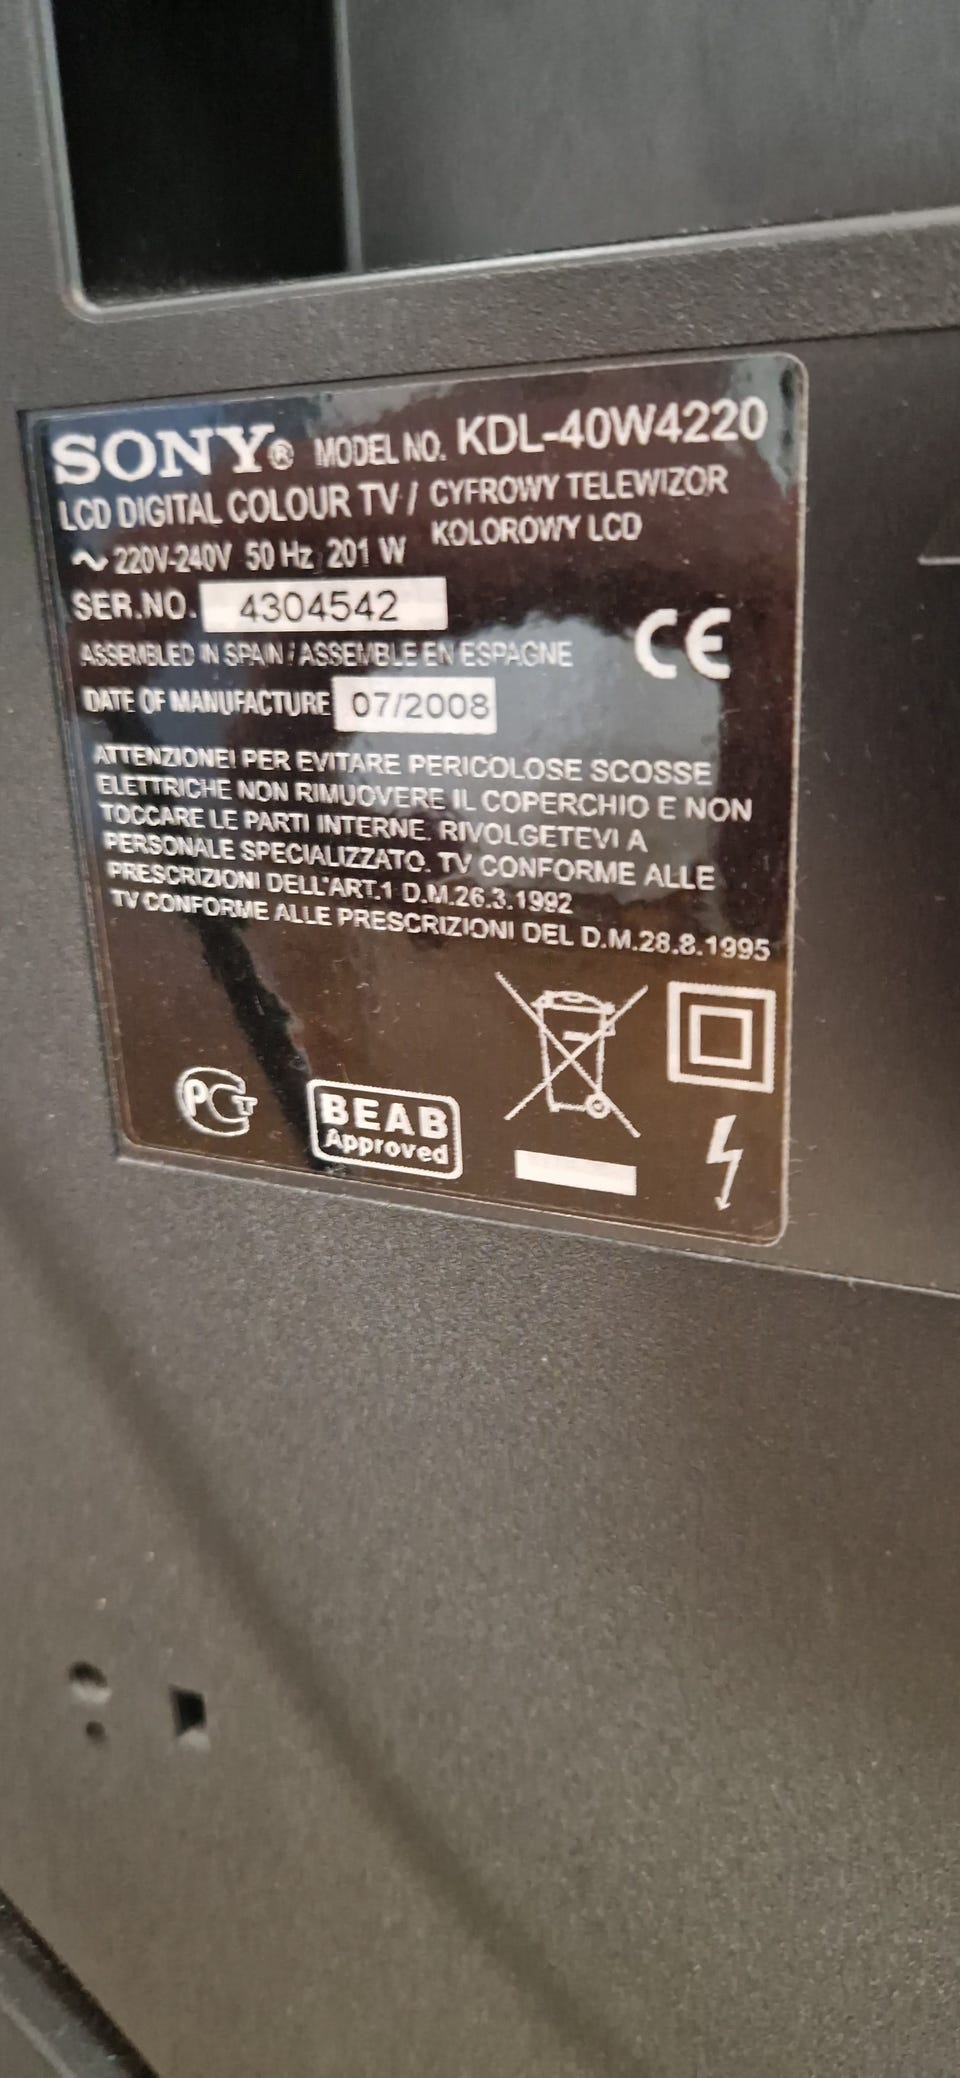 SONY® MODEL NO. KDL-40W4220
LCD DIGITAL COLOUR TV / CYFROWY TELEWIZOR
KOLOROWY LCD
~ 220V-240V 50 Hz 201 W
SER.NO. 4304542
ASSEMBLED IN SPAIN / ASSEMBLE EN ESPAGNE
CE
DATE OF MANUFACTURE 07/2008
ATTENZIONE! PER EVITARE PERICOLOSE SCOSSE
ELETTRICHE NON RIMUOVERE IL COPERCHIO E NON
TOCCARE LE PARTI INTERNE. RIVOLGETEVI A
PERSONALE SPECIALIZZATO. TV CONFORME ALLE
PRESCRIZIONI DELL'ART.1 D.M.26.3.1992
TV CONFORME ALLE PRESCRIZIONI DEL D.M.28.8.1995
PCT
BEAB
Approved